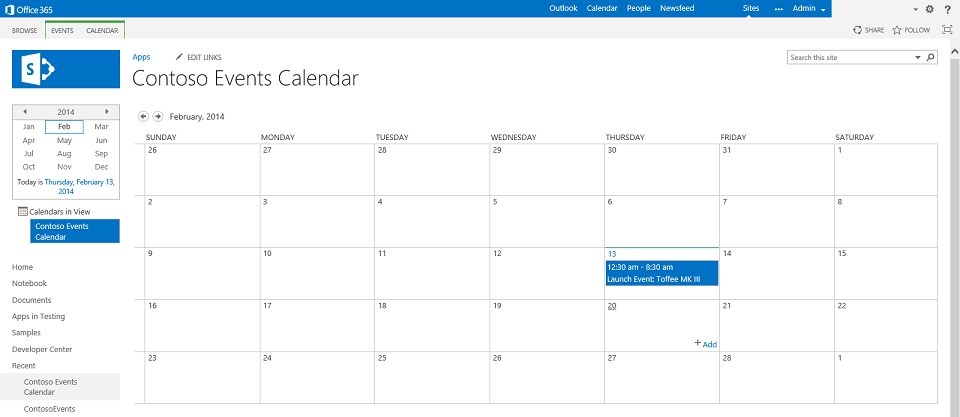 Office 365
Outlook Calendar People Newsfeed Sites ••• Admin
?
BROWSE EVENTS CALENDAR
SHARE FOLLOW
S
Apps EDIT LINKS
Search this site
Contoso Events Calendar
2014
Jan Feb Mar
Apr May Jun
Jul Aug Sep
Oct Nov Dec
Today is Thursday, February 13,
2014
Calendars in View
Contoso Events
Calendar
Home
Notebook
Documents
Apps in Testing
Samples
Developer Center
Recent
Contoso Events
Calendar
ContosoEvents
February, 2014
SUNDAY MONDAY TUESDAY WEDNESDAY THURSDAY FRIDAY SATURDAY
26 27 28 29 30 31 1
2 3 4 5 6 7 8
9 10 11 12 13 14 15
12:30 am - 8:30 am
Launch Event: Toffee MK III
16 17 18 19 20 21 22
+ Add
23 24 25 26 27 28 1